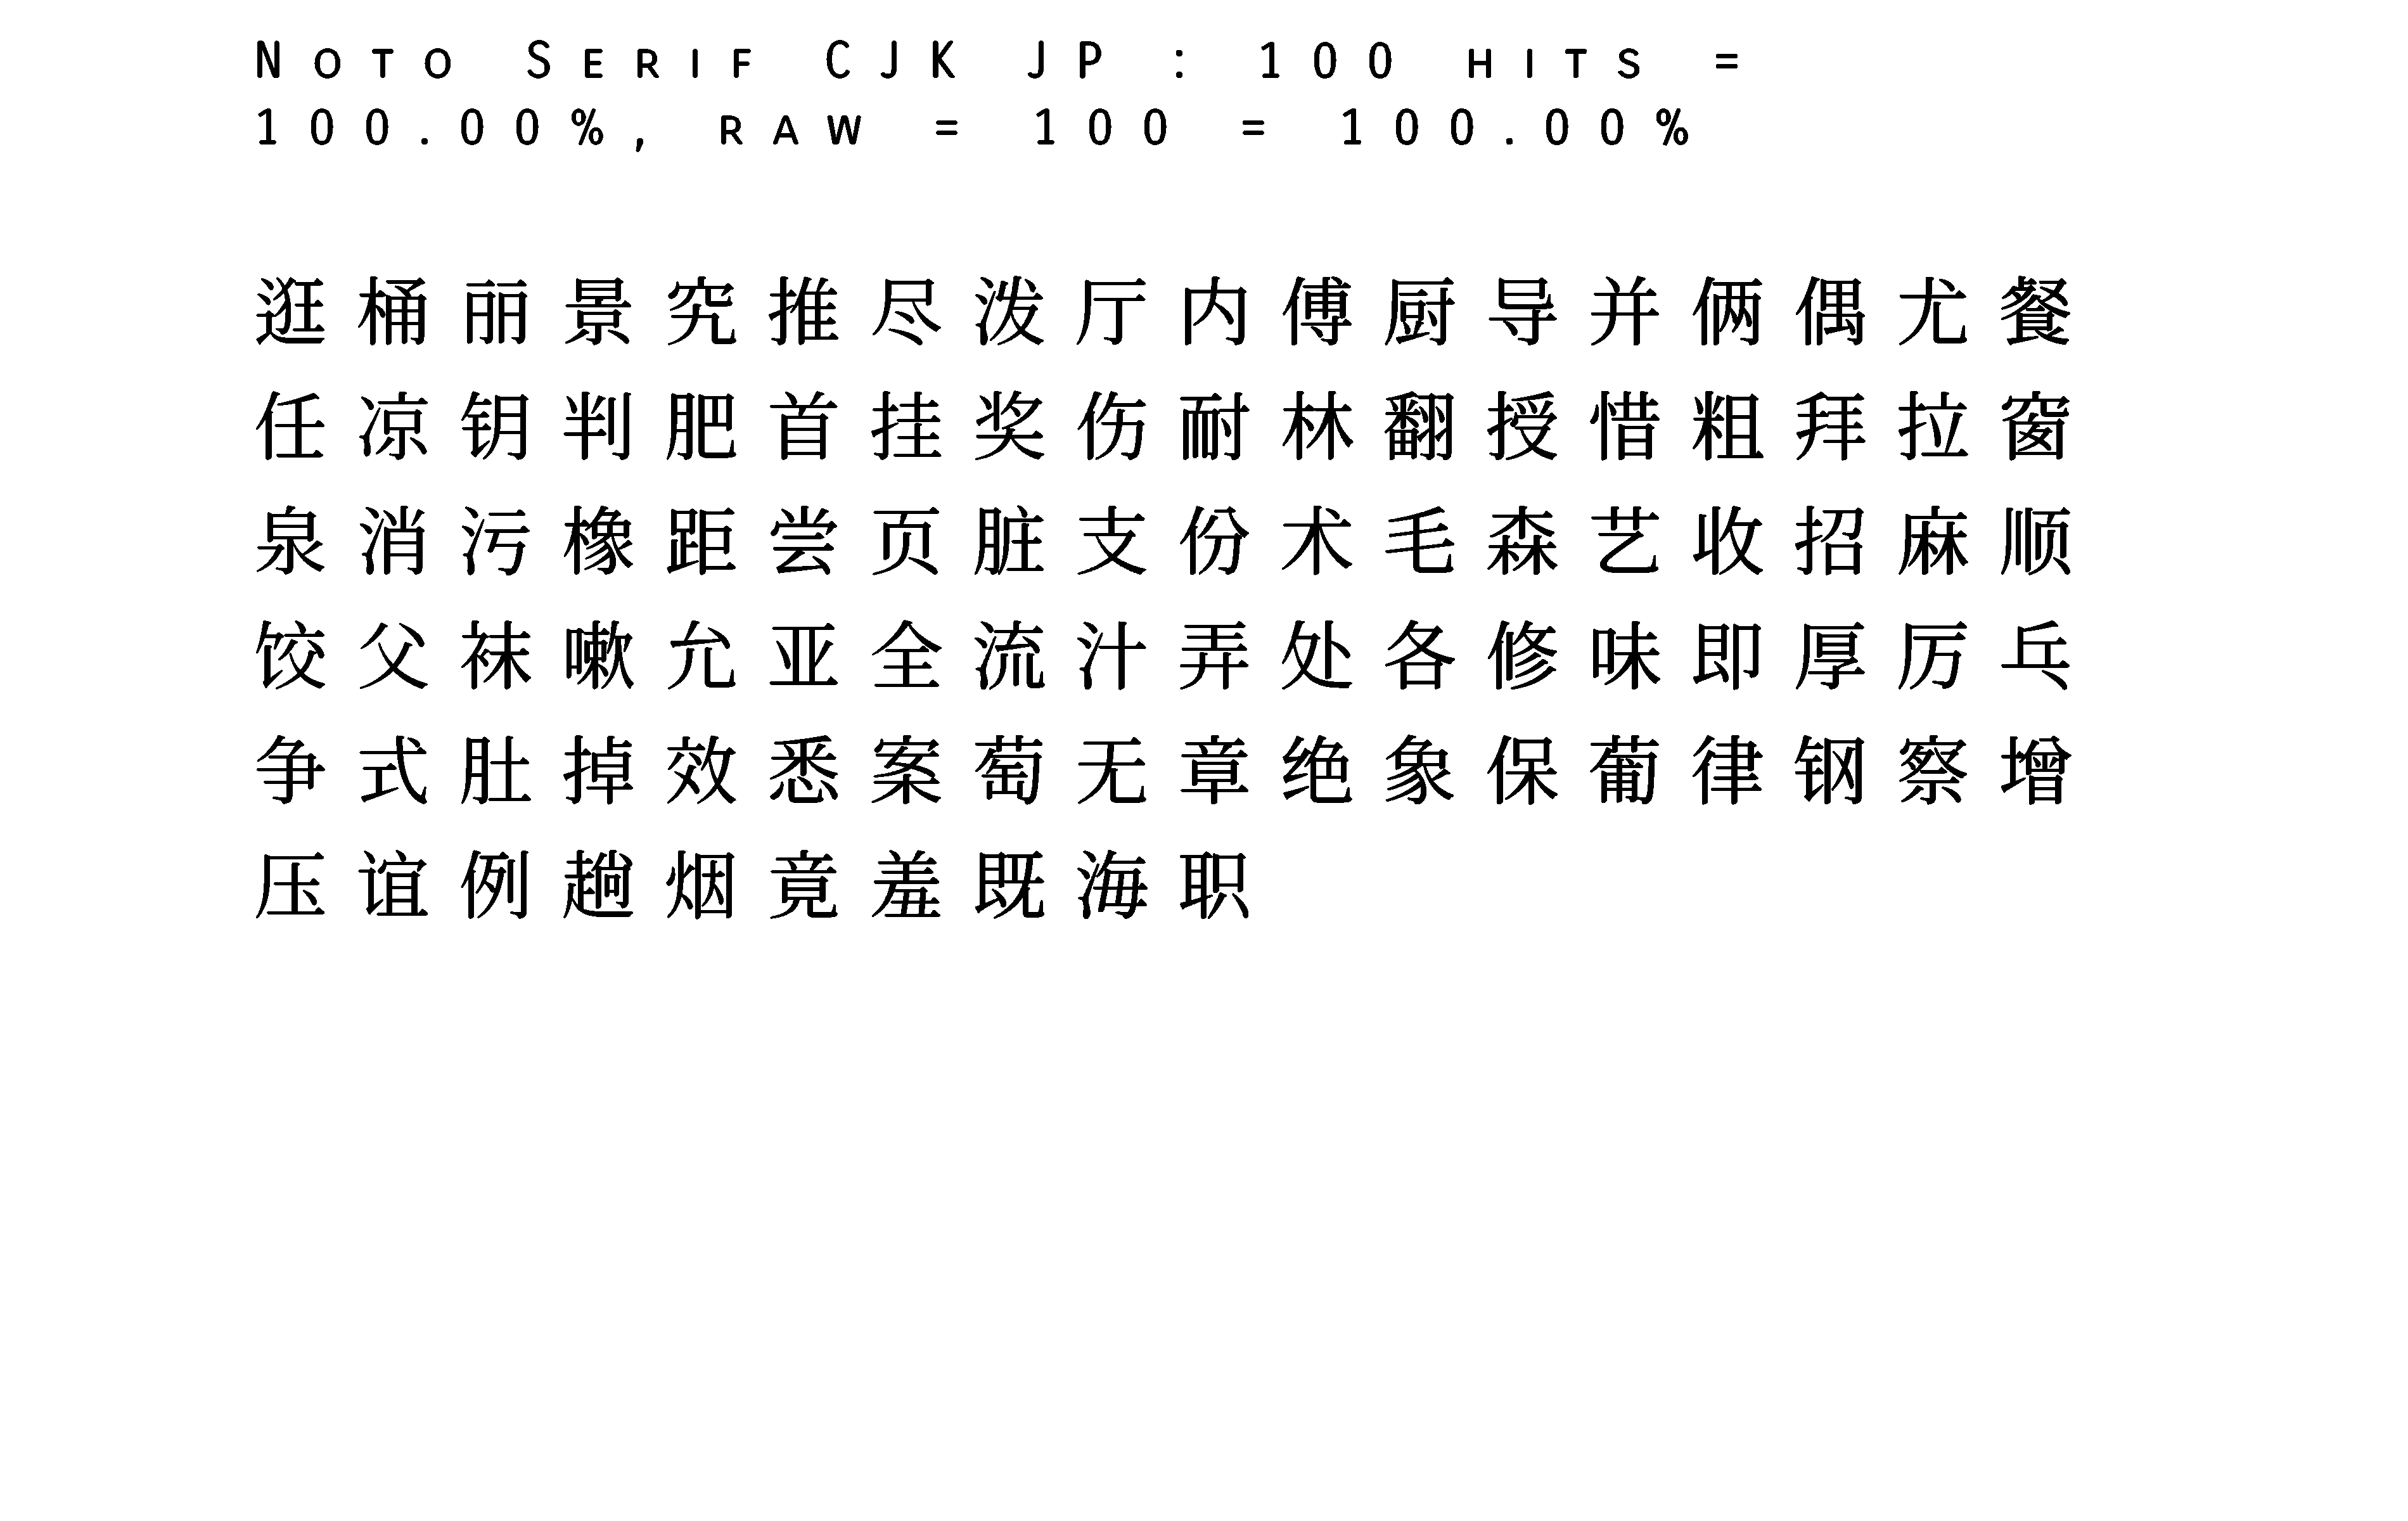 Noto Serif CJK JP : 100 hits =
100.00%, raw = 100 = 100.00%
逛桶丽景究推尽泼厅内傅厨导并俩偶尤餐
任凉钥判肥首挂奖伤耐林翻授惜粗拜拉窗
泉消污橡距尝页脏支份术毛森艺收招麻顺
饺父袜嗽允亚全流汁弄处各修味即厚厉乓
争式肚掉效悉案萄无章绝象保葡律钢察增
压谊例趟烟竟羞既海职